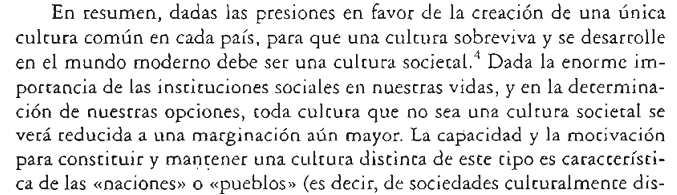 En resumen, dadas las presiones en favor de la creación de una única
cultura común en cada país, para que una cultura sobreviva y se desarrolle
en el mundo moderno debe ser una cultura societal.⁴ Dada la enorme im-
portancia de las instituciones sociales en nuestras vidas, y en la determina-
ción de nuestras opciones, toda cultura que no sea una cultura societal se
verá reducida a una marginación aún mayor. La capacidad y la motivación
para constituir y mantener una cultura distinta de este tipo es característi-
ca de las «naciones» o «pueblos» (es decir, de sociedades culturalmente dis-